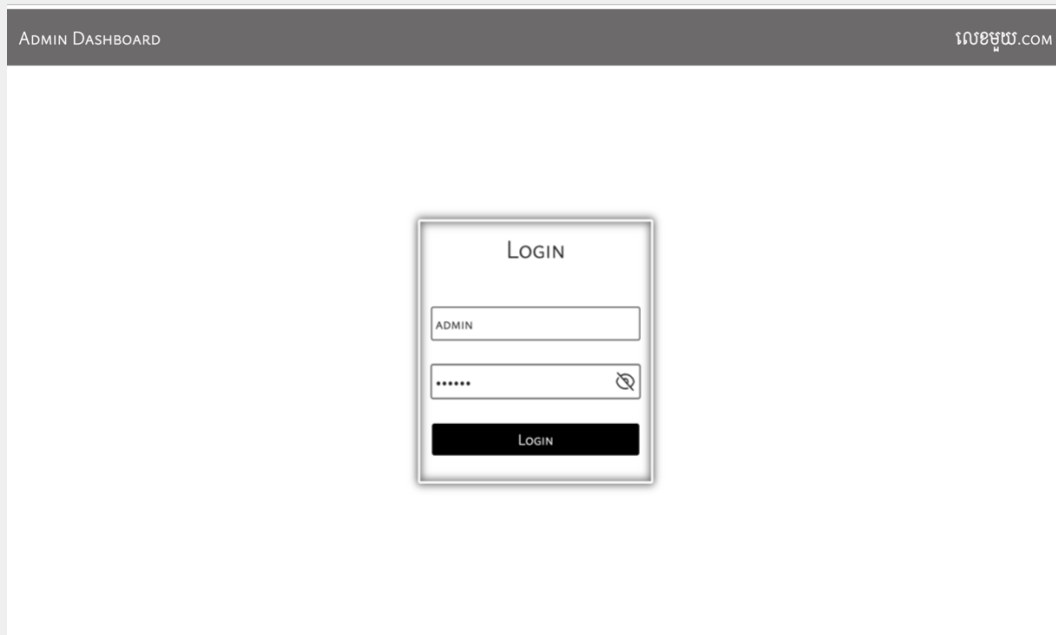 Admin Dashboard
លេខមួយ.com
Login
admin
••••••
Login